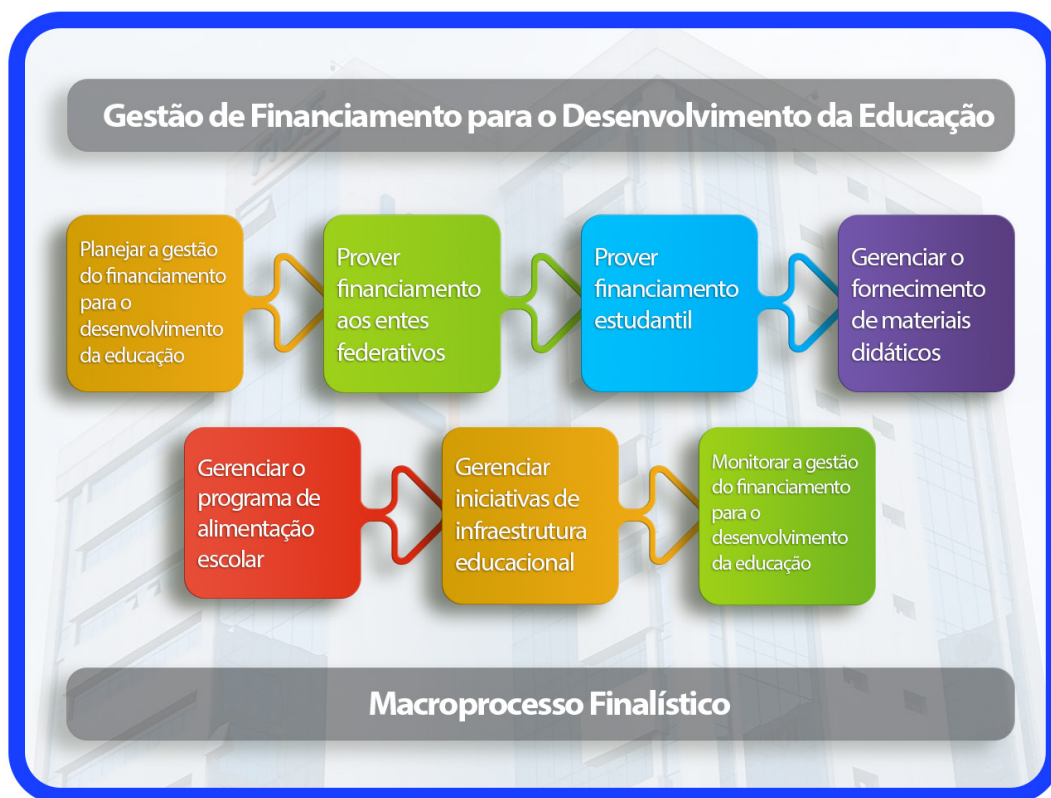 Gestão de Financiamento para o Desenvolvimento da Educação
Planejar a gestão
do financiamento
para o
desenvolvimento
da educação
Prover
financiamento
aos entes
federativos
Prover
financiamento
estudantil
Gerenciar o
fornecimento
de materiais
didáticos
Gerenciar o
programa de
alimentação
escolar
Gerenciar
iniciativas de
infraestrutura
educacional
Monitorar a gestão
do financiamento
para o
desenvolvimento
da educação
Macroprocesso Finalístico